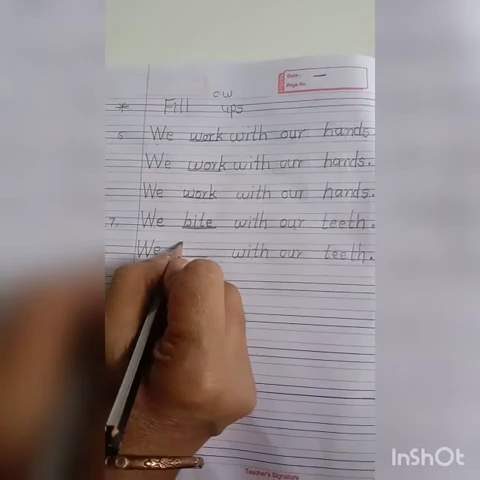 C.W
Date :
Page No.
* Fill ups
6 We work with our hands.
We work with our hands.
We work with our hands.
7. We bite with our teeth.
We with our teeth.
Teacher's Signature
InShOt